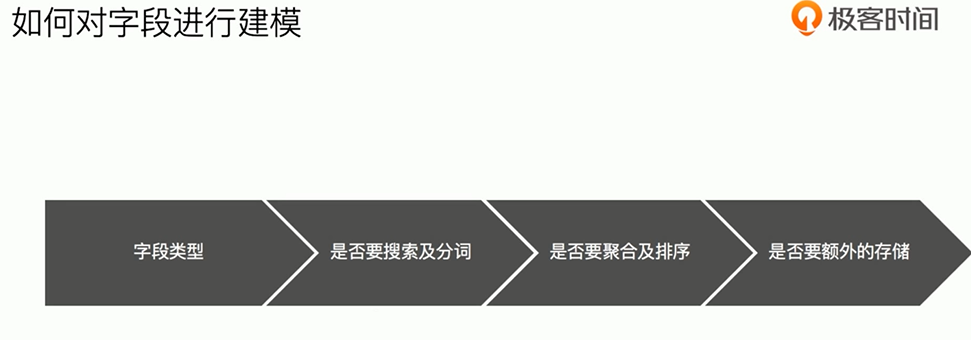 如何对字段进行建模
极客时间
字段类型
是否要搜索及分词
是否要聚合及排序
是否要额外的存储